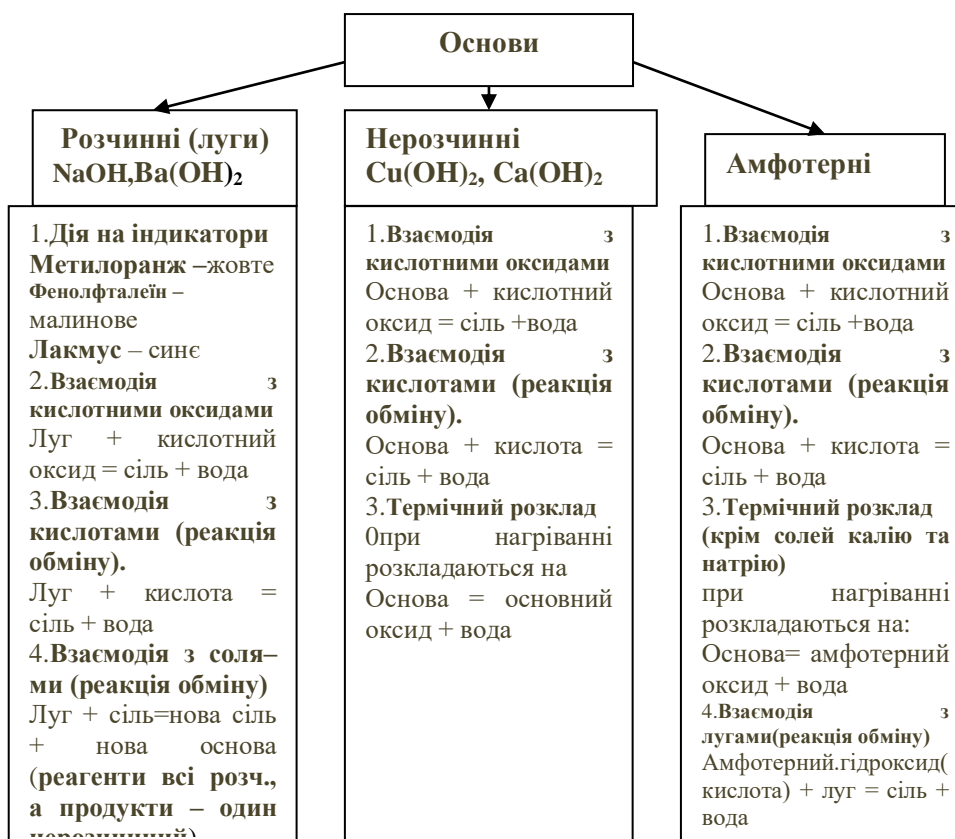 Основи
Розчинні (луги)
NaOH,Ba(OH)₂
1.Дія на індикатори
Метилоранж –жовте
Фенолфталеїн –
малинове
Лакмус – синє
2.Взаємодія з
кислотними оксидами
Луг + кислотний
оксид = сіль + вода
3.Взаємодія з
кислотами (реакція
обміну).
Луг + кислота =
сіль + вода
4.Взаємодія з соля–
ми (реакція обміну)
Луг + сіль=нова сіль
+ нова основа
(реагенти всі розч.,
а продукти – один
Нерозчинні
Cu(OH)₂, Ca(OH)₂
1.Взаємодія з
кислотними оксидами
Основа + кислотний
оксид = сіль +вода
2.Взаємодія з
кислотами (реакція
обміну).
Основа + кислота =
сіль + вода
3.Термічний розклад
0при нагріванні
розкладаються на
Основа = основний
оксид + вода
Амфотерні
1.Взаємодія з
кислотними оксидами
Основа + кислотний
оксид = сіль +вода
2.Взаємодія з
кислотами (реакція
обміну).
Основа + кислота =
сіль + вода
3.Термічний розклад
(крім солей калію та
натрію)
при нагріванні
розкладаються на:
Основа= амфотерний
оксид + вода
4.Взаємодія з
лугами(реакція обміну)
Амфотерний.гідроксид(
кислота) + луг = сіль +
вода